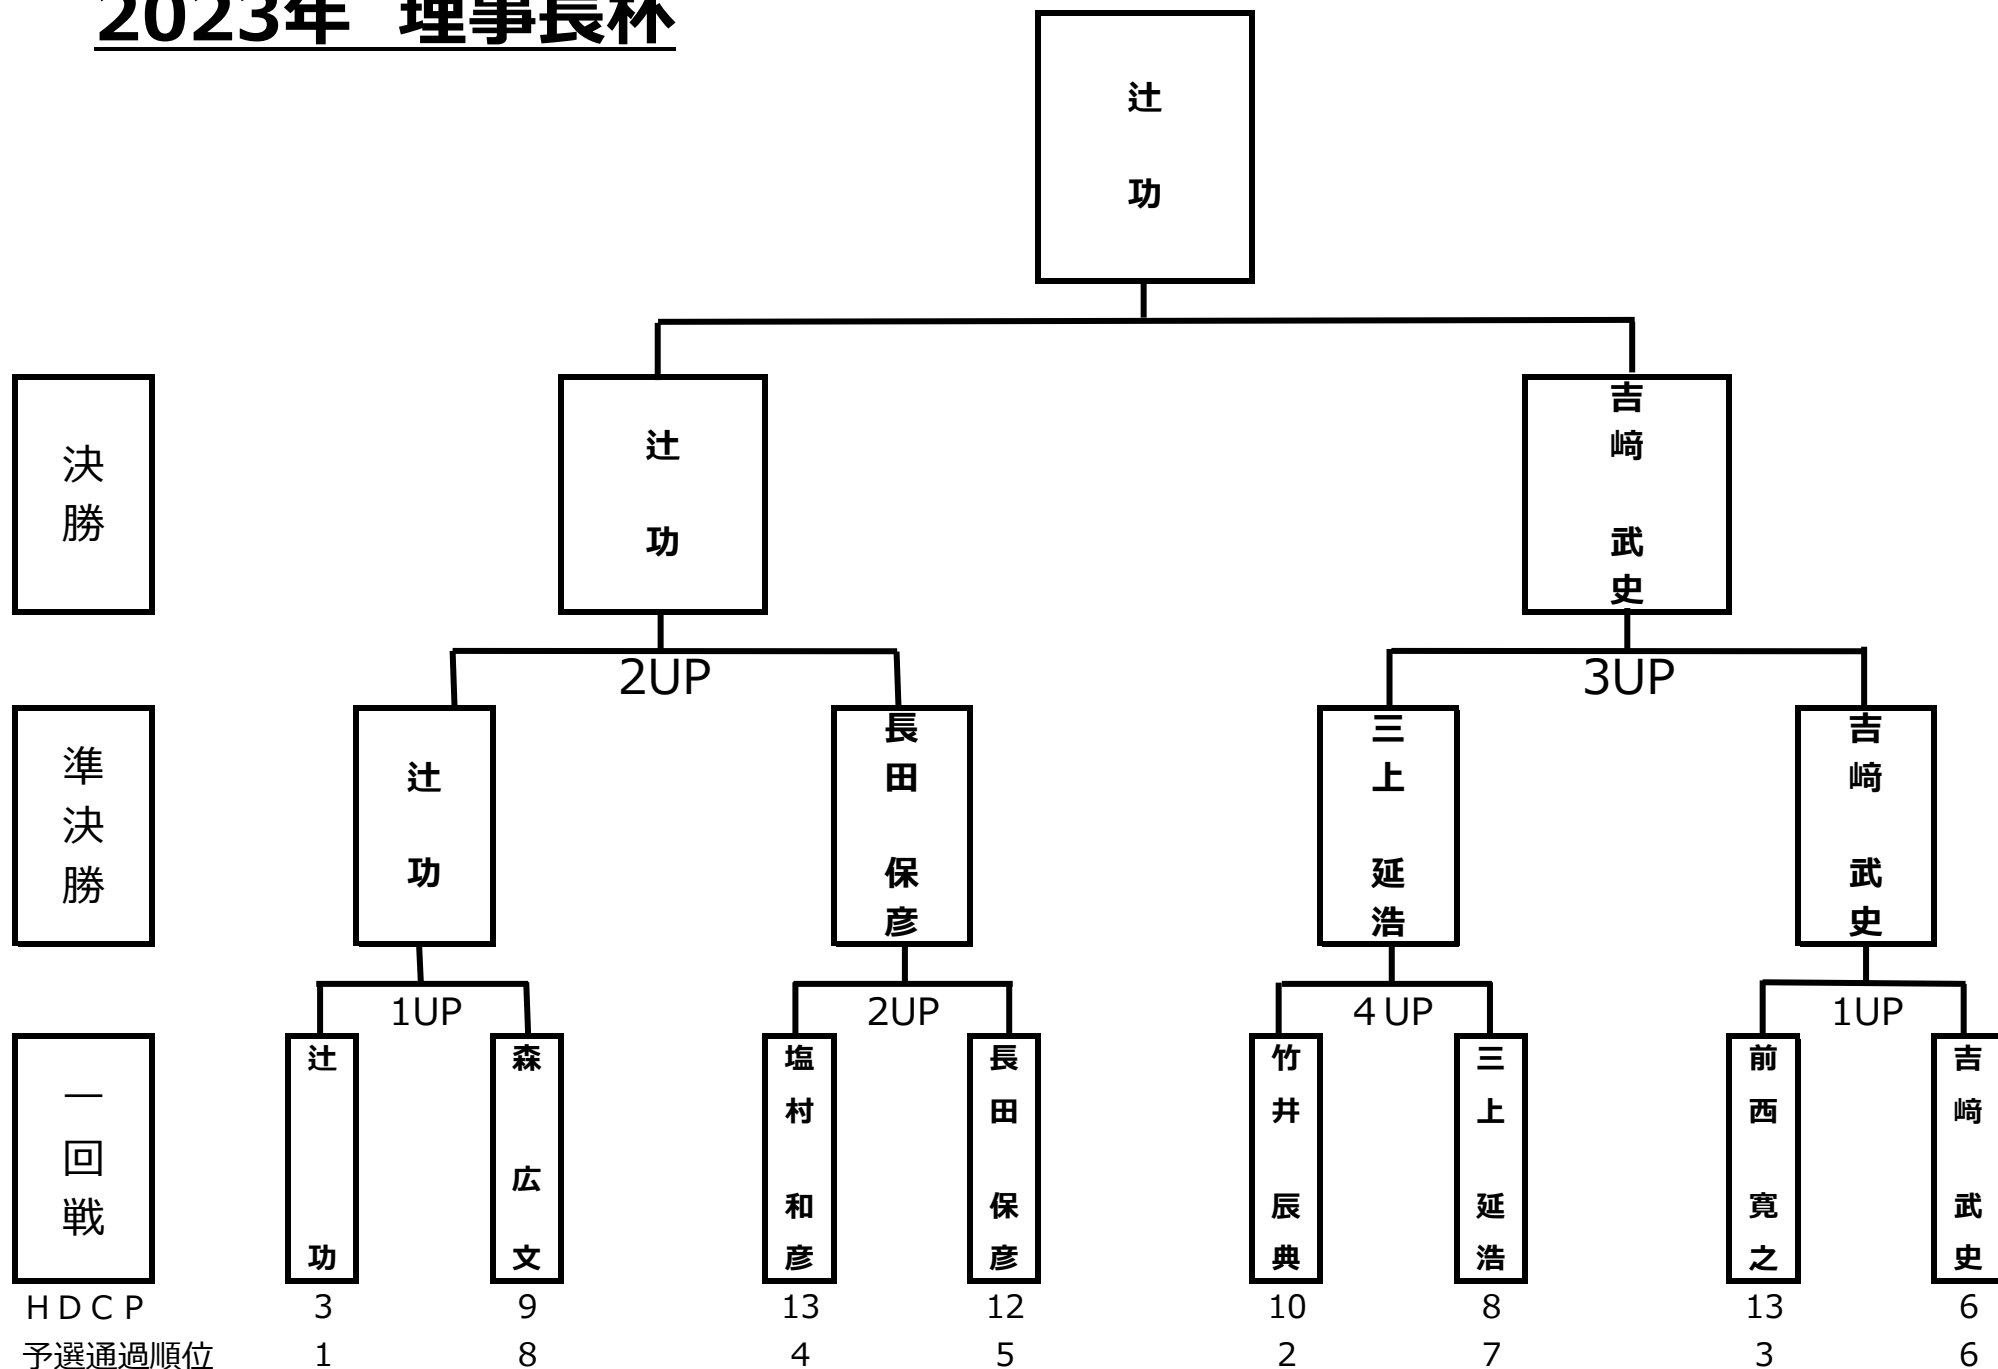 2023年 理事長杯
辻 功
決勝
辻 功
吉﨑 武史
2UP
3UP
準決勝
辻 功
長田 保彦
三上 延浩
吉﨑 武史
1UP
2UP
４UP
1UP
一回戦
辻 功
森 広文
塩村 和彦
長田 保彦
竹井 辰典
三上 延浩
前西 寛之
吉﨑 武史
ＨＤＣＰ 3 9 13 12 10 8 13 6
予選通過順位 1 8 4 5 2 7 3 6